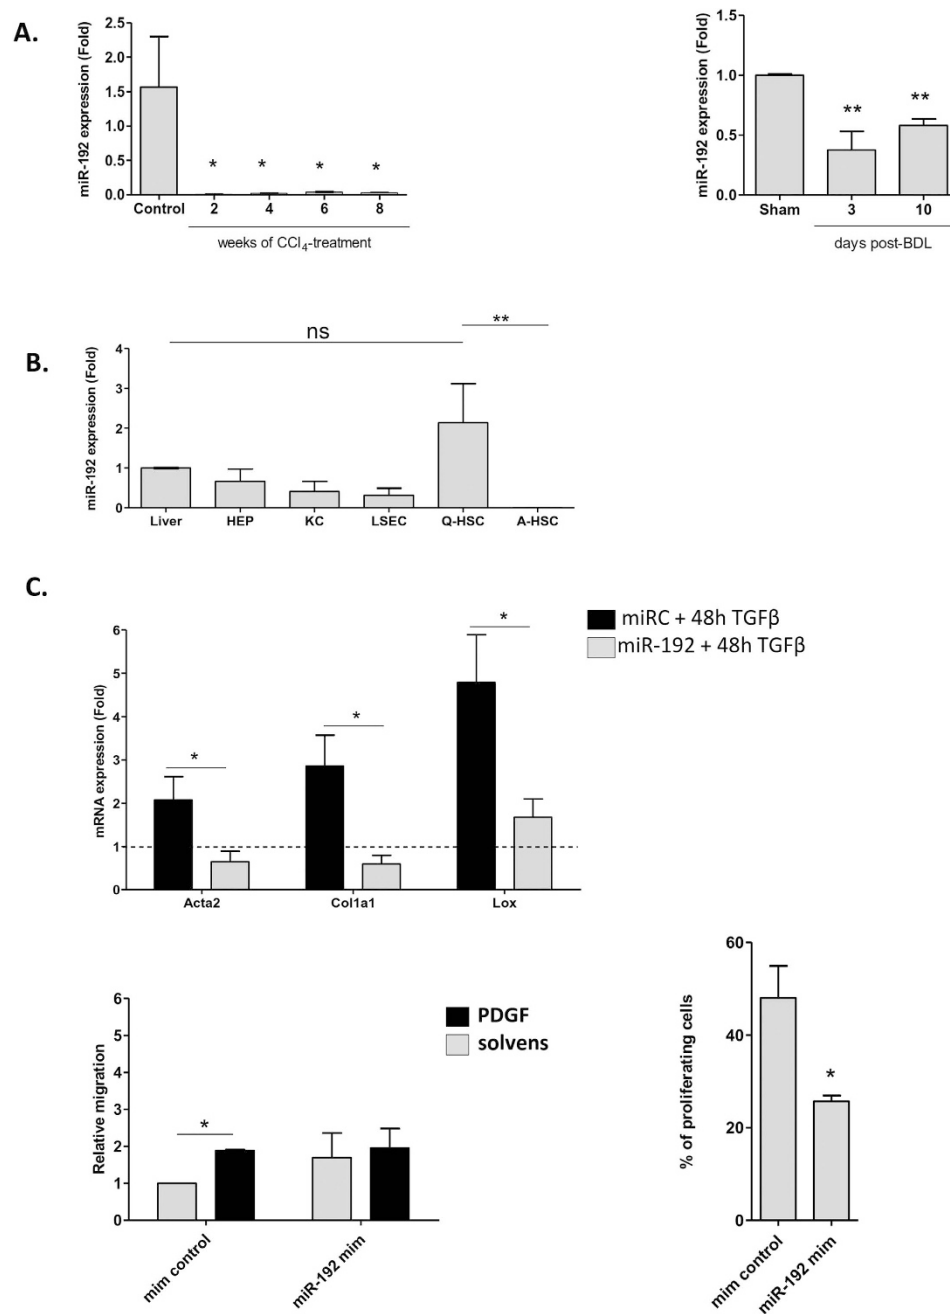 A.
miR-192 expression (Fold)
2.5
2.0
1.5
1.0
0.5
0.0
* * * *
Control 2 4 6 8
weeks of CCl4-treatment
miR-192 expression (Fold)
1.0
0.5
0.0
** **
Sham 3 10
days post-BDL
B.
miR-192 expression (Fold)
4
3
2
1
0
ns
**
Liver HEP KC LSEC Q-HSC A-HSC
C.
mRNA expression (Fold)
6
5
4
3
2
1
0
* * *
Acta2 Col1a1 Lox
miRC + 48h TGFβ
miR-192 + 48h TGFβ
Relative migration
6
5
4
3
2
1
0
*
mim control miR-192 mim
PDGF
solvens
% of proliferating cells
60
40
20
0
*
mim control miR-192 mim